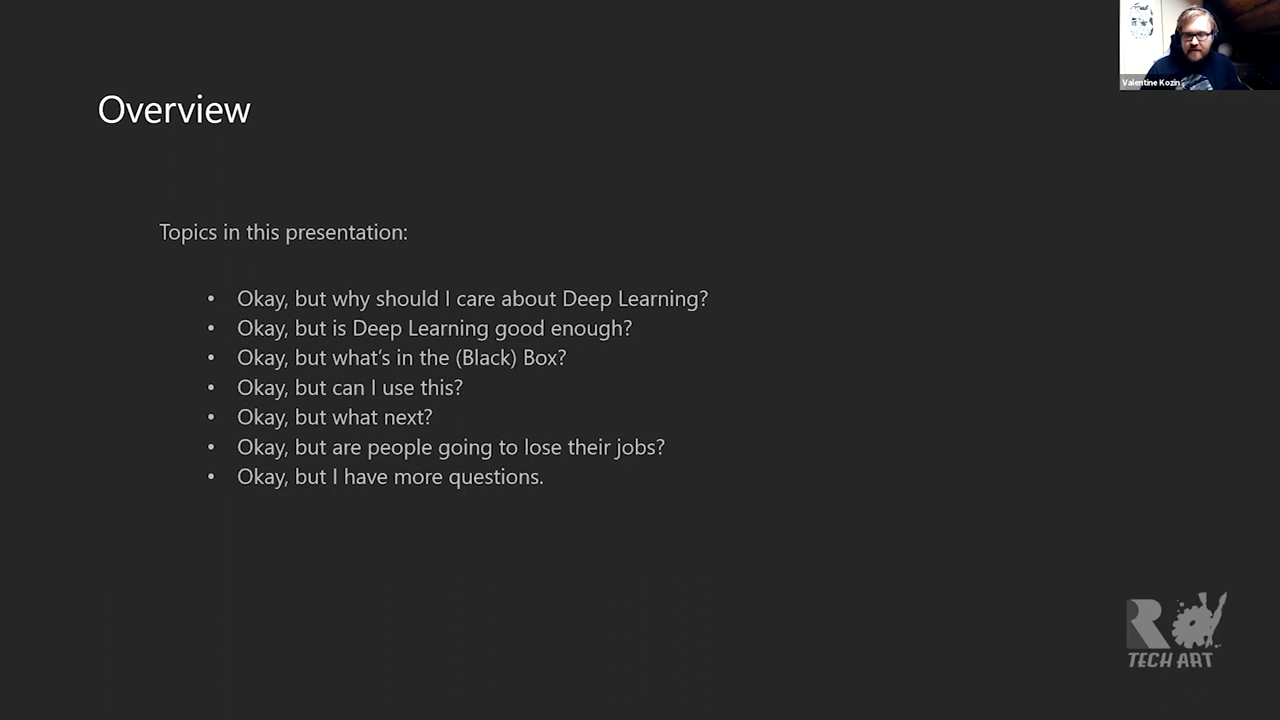 Valentine Kozin
Overview
Topics in this presentation:
• Okay, but why should I care about Deep Learning?
• Okay, but is Deep Learning good enough?
• Okay, but what's in the (Black) Box?
• Okay, but can I use this?
• Okay, but what next?
• Okay, but are people going to lose their jobs?
• Okay, but I have more questions.
R
TECH ART